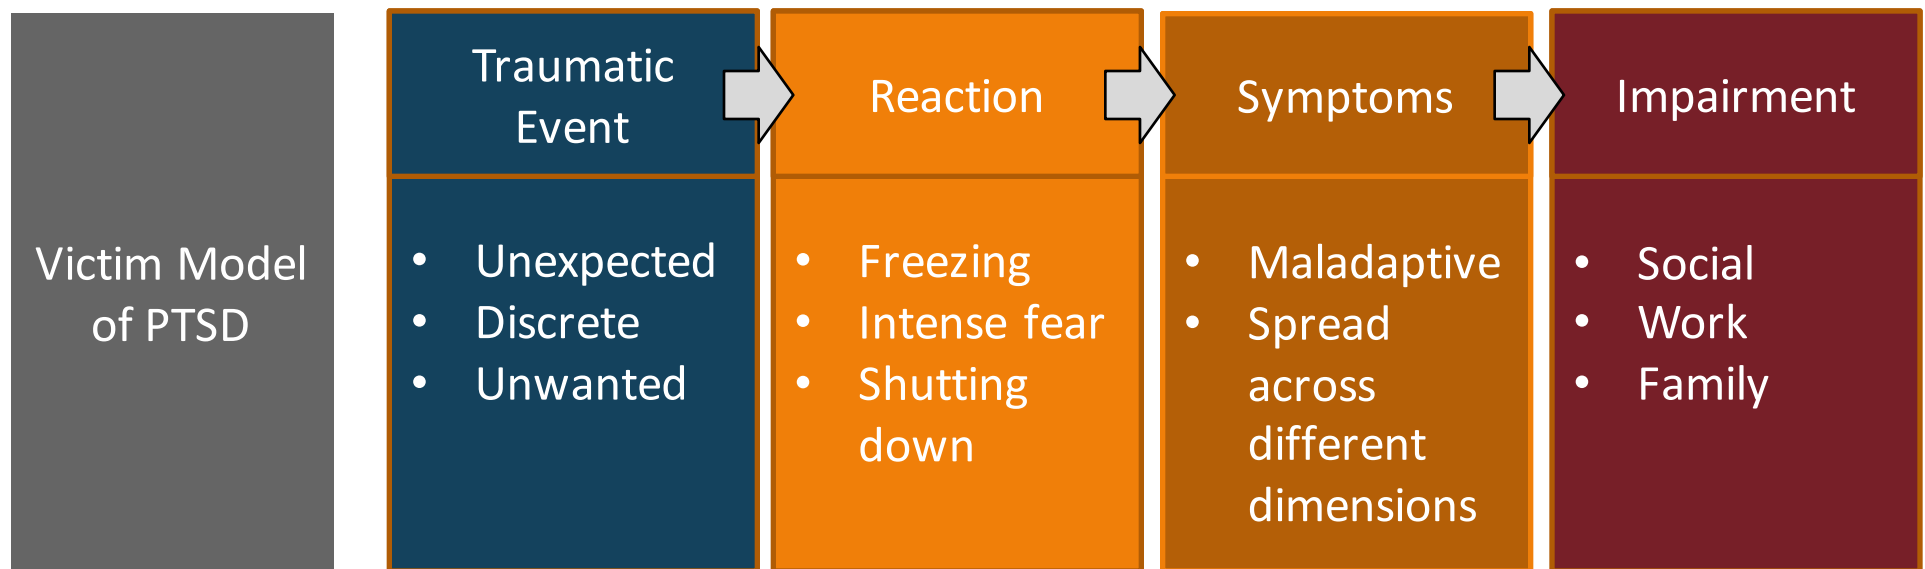 Victim Model
of PTSD
Traumatic
Event
• Unexpected
• Discrete
• Unwanted
Reaction
• Freezing
• Intense fear
• Shutting
down
Symptoms
• Maladaptive
• Spread
across
different
dimensions
Impairment
• Social
• Work
• Family